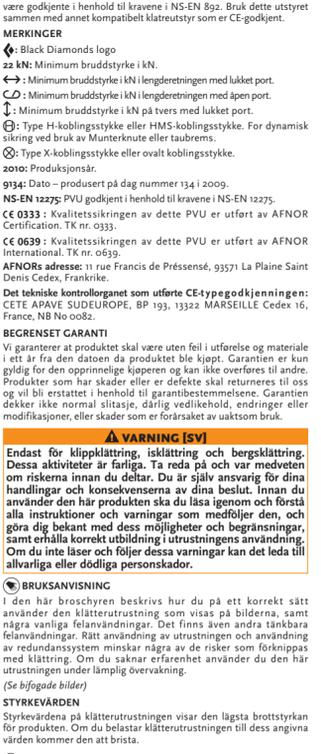 være godkjente i henhold til kravene i NS-EN 892. Bruk dette utstyret
sammen med annet kompatibelt klatreutstyr som er CE-godkjent.
MERKINGER
: Black Diamonds logo
22 kN: Minimum bruddstyrke i kN.
: Minimum bruddstyrke i kN i lengderetningen med lukket port.
: Minimum bruddstyrke i kN i lengderetningen med åpen port.
: Minimum bruddstyrke i kN på tvers med lukket port.
Ⓗ: Type H-koblingsstykke eller HMS-koblingsstykke. For dynamisk
sikring ved bruk av Munterknute eller taubrems.
Ⓧ: Type X-koblingsstykke eller ovalt koblingsstykke.
2010: Produksjonsår.
9134: Dato – produsert på dag nummer 134 i 2009.
NS-EN 12275: PVU godkjent i henhold til kravene i NS-EN 12275.
CE 0333 : Kvalitetssikringen av dette PVU er utført av AFNOR
Certification. TK nr. 0333.
CE 0639 : Kvalitetssikringen av dette PVU er utført av AFNOR
International. TK nr. 0639.
AFNORs adresse: 11 rue Francis de Préssensé, 93571 La Plaine Saint
Denis Cedex, Frankrike.
Det tekniske kontrollorganet som utførte CE-typegodkjenningen:
CETE APAVE SUDEUROPE, BP 193, 13322 MARSEILLE Cedex 16,
France, NB No 0082.
BEGRENSET GARANTI
Vi garanterer at produktet skal være uten feil i utførelse og materiale
i ett år fra den datoen da produktet ble kjøpt. Garantien er kun
gyldig for den opprinnelige kjøperen og kan ikke overføres til andre.
Produkter som har skader eller er defekte skal returneres til oss
og vil bli erstattet i henhold til garantibestemmelsene. Garantien
dekker ikke normal slitasje, dårlig vedlikehold, endringer eller
modifikasjoner, eller skader som er forårsaket av uaktsom bruk.
VARNING [SV]
Endast för klippklättring, isklättring och bergsklättring.
Dessa aktiviteter är farliga. Ta reda på och var medveten
om riskerna innan du deltar. Du är själv ansvarig för dina
handlingar och konsekvenserna av dina beslut. Innan du
använder den här produkten ska du läsa igenom och förstå
alla instruktioner och varningar som medföljer den, och
göra dig bekant med dess möjligheter och begränsningar,
samt erhålla korrekt utbildning i utrustningens användning.
Om du inte läser och följer dessa varningar kan det leda till
allvarliga eller dödliga personskador.
BRUKSANVISNING
I den här broschyren beskrivs hur du på ett korrekt sätt
använder den klätterutrustning som visas på bilderna, samt
några vanliga felanvändningar. Det finns även andra tänkbara
felanvändningar. Rätt användning av utrustningen och användning
av redundanssystem minskar några av de risker som förknippas
med klättring. Om du saknar erfarenhet använder du den här
utrustningen under lämplig övervakning.
(Se bifogade bilder)
STYRKEVÄRDEN
Styrkevärdena på klätterutrustningen visar den lägsta brottstyrkan
för produkten. Om du belastar klätterutrustningen till dess angivna
värden kommer den att brista.